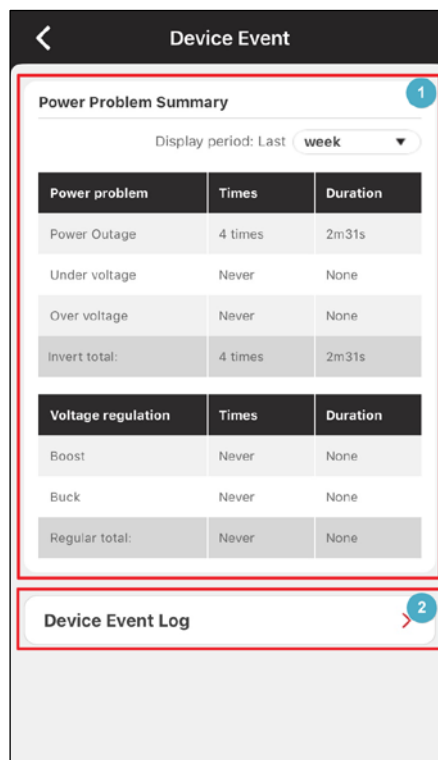 Device Event
1
Power Problem Summary
Display period: Last week
Power problem Times Duration
Power Outage 4 times 2m31s
Under voltage Never None
Over voltage Never None
Invert total: 4 times 2m31s
Voltage regulation Times Duration
Boost Never None
Buck Never None
Regular total: Never None
2
Device Event Log